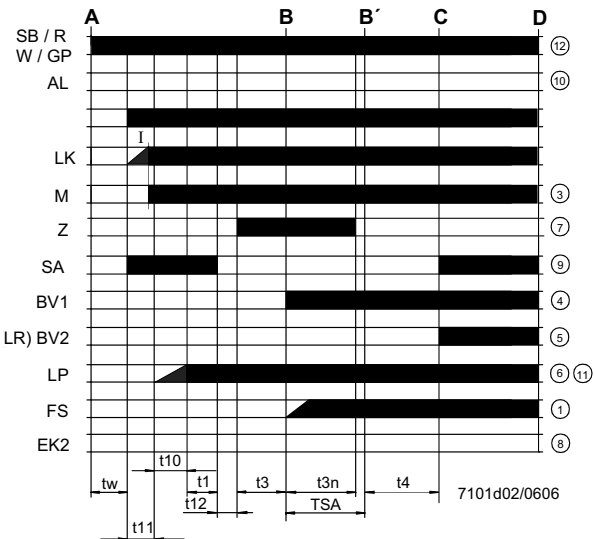 A B B´ C D
SB / R
W / GP
12
AL
10
I
LK
M
3
Z
7
SA
9
BV1
4
LR) BV2
5
LP
6 11
FS
1
EK2
8
t10
tw t1 t3 t3n t4
7101d02/0606
t12
TSA
t11